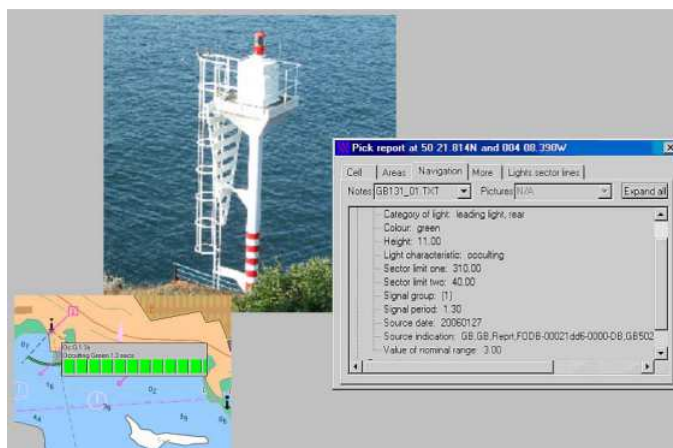 Pick report at 50 21.814N and 004 08.390W
Cell Areas Navigation More Lights sector lines
Notes GB131_01.TXT Pictures N/A Expand all
Category of light: leading light, rear
Colour: green
Height: 11.00
Light characteristic: occulting
Sector limit one: 310.00
Sector limit two: 40.00
Signal group: (1)
Signal period: 1.30
Source date: 20060127
Source indication: GB,GB,Reprt,FODB-00021dd6-0000-DB,GB502
Value of nominal range: 3.00
Oc G 1.3s
Occulting Green 1.3 secs